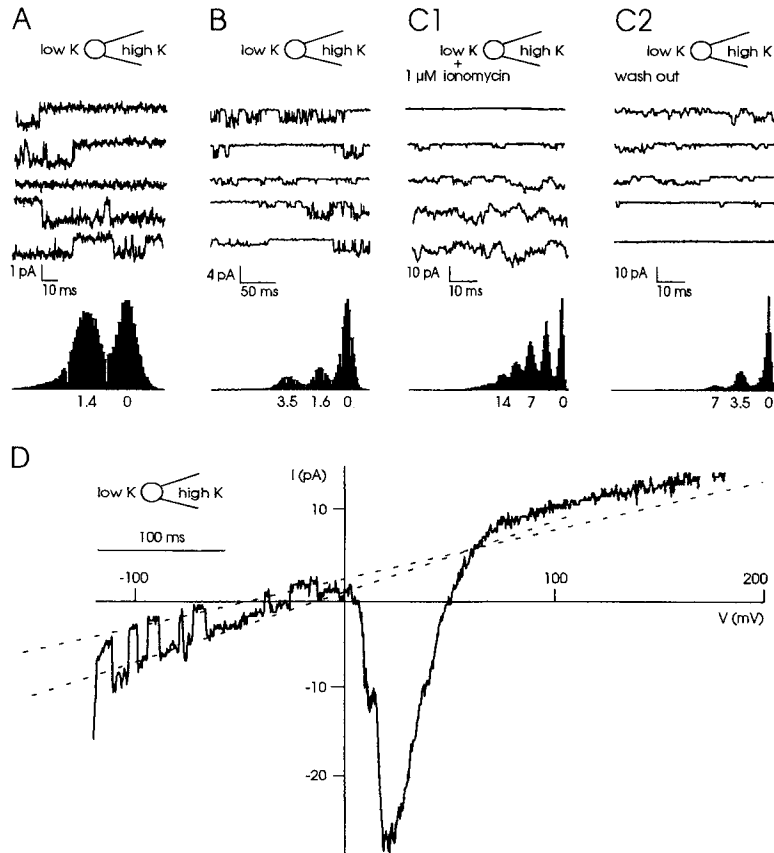 A
low K
high K
1 pA
10 ms
1.4 0
B
low K
high K
4 pA
50 ms
3.5 1.6 0
C1
low K
high K
+
1 µM ionomycin
10 pA
10 ms
14 7 0
C2
low K
high K
wash out
10 pA
10 ms
7 3.5 0
D
low K
high K
100 ms
I (pA)
10
-100
100
200
V (mV)
-10
-20